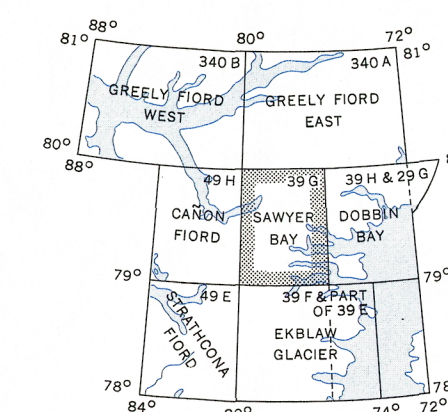 88° 80° 72°
81° 81°
340 B 340 A
GREELY FIORD
WEST
GREELY FIORD
EAST
80°
88°
49 H 39 G 39 H & 29 G
CAÑON
FIORD
SAWYER
BAY
DOBBIN
BAY
79° 79°
49 E 39 F & PART
OF 39 E
STRATHCONA
FIORD
EKBLAW
GLACIER
78° 78°
84° 80° 74° 72°